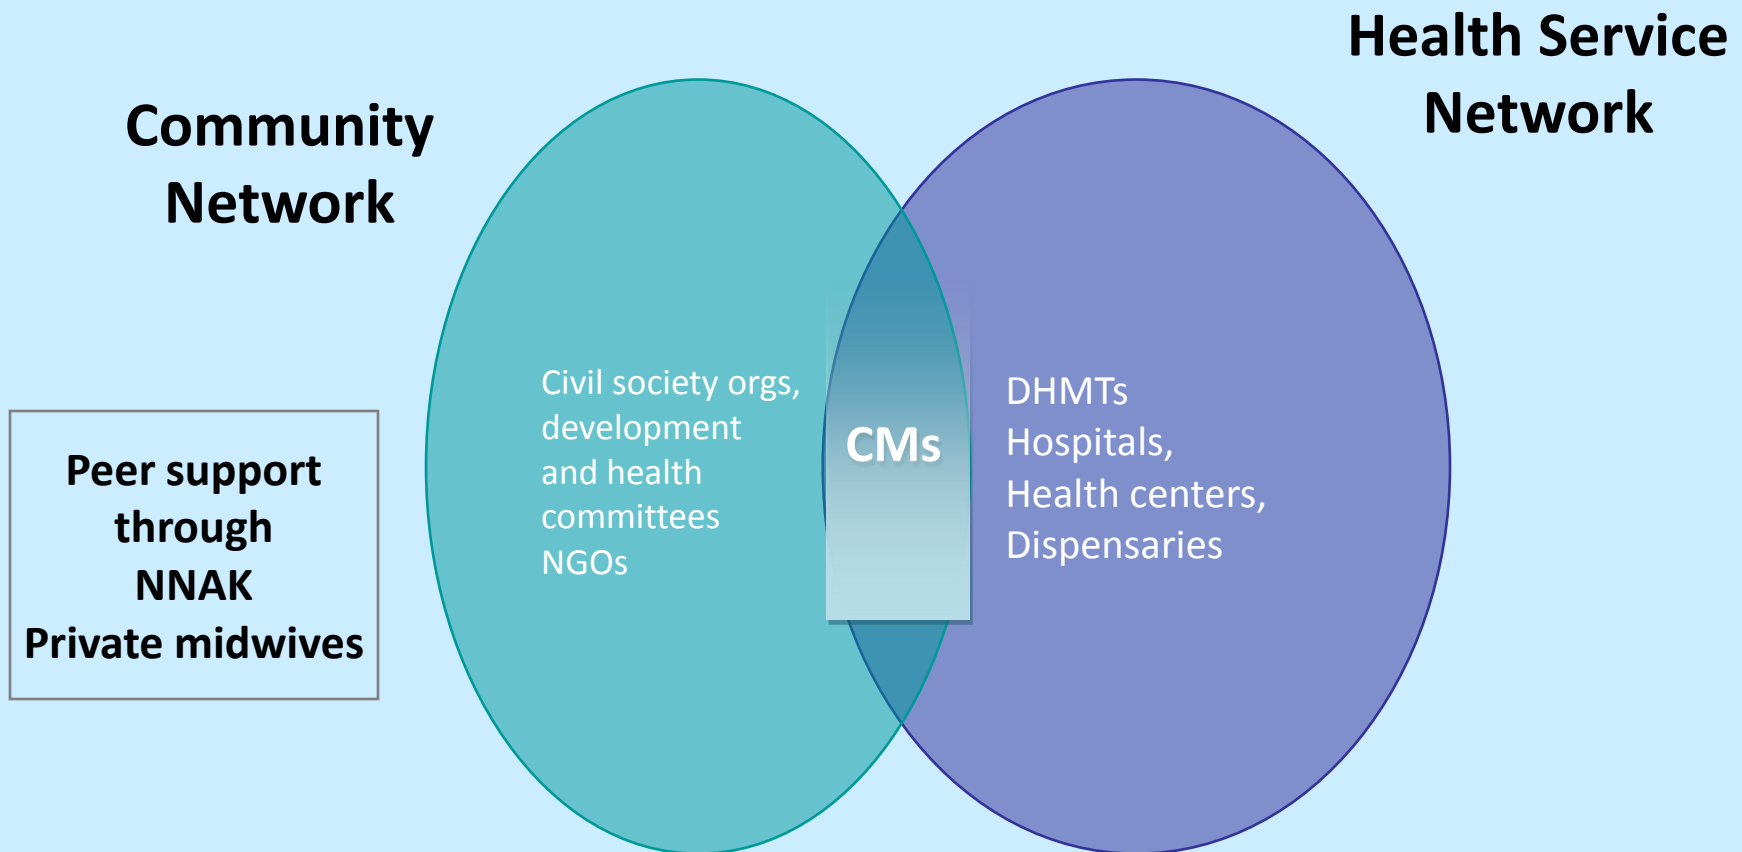 Health Service
Network
Community
Network
Civil society orgs,
development
and health
committees
NGOs
CMs
DHMTs
Hospitals,
Health centers,
Dispensaries
Peer support
through
NNAK
Private midwives